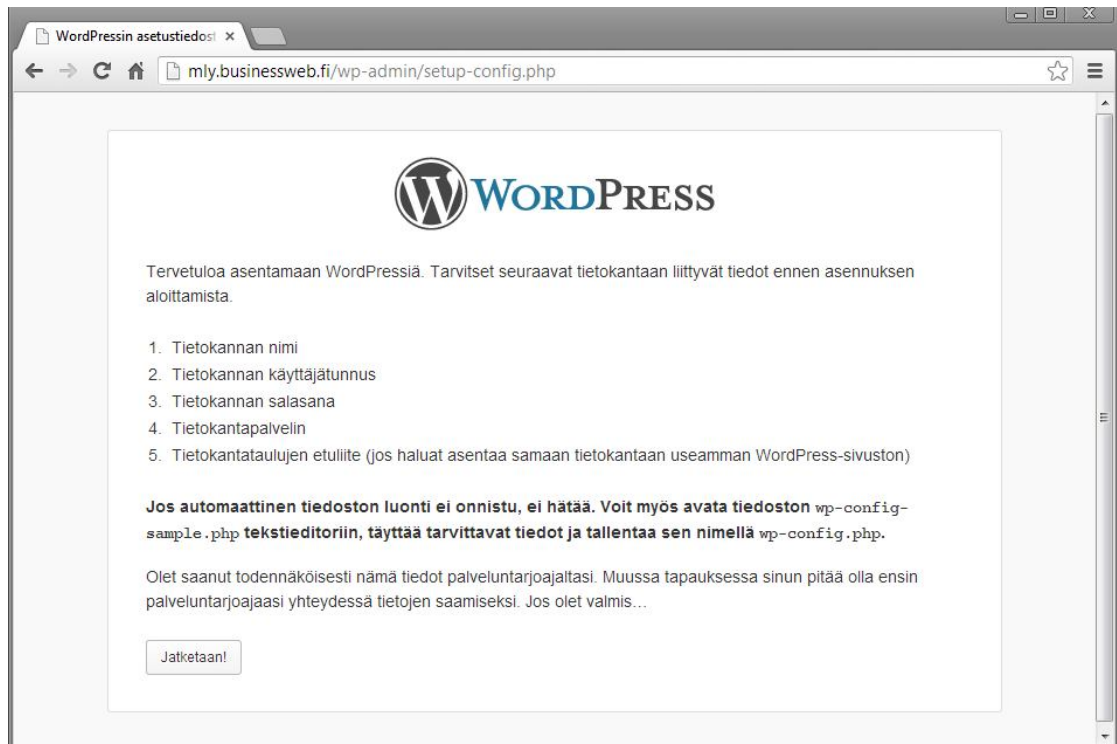 WordPressin asetustiedost
mly.businessweb.fi/wp-admin/setup-config.php
WORDPRESS
Tervetuloa asentamaan WordPressiä. Tarvitset seuraavat tietokantaan liittyvät tiedot ennen asennuksen
aloittamista.
1. Tietokannan nimi
2. Tietokannan käyttäjätunnus
3. Tietokannan salasana
4. Tietokantapalvelin
5. Tietokantataulujen etuliite (jos haluat asentaa samaan tietokantaan useamman WordPress-sivuston)
Jos automaattinen tiedoston luonti ei onnistu, ei hätää. Voit myös avata tiedoston wp-config-
sample.php tekstieditoriin, täyttää tarvittavat tiedot ja tallentaa sen nimellä wp-config.php.
Olet saanut todennäköisesti nämä tiedot palveluntarjoajaltasi. Muussa tapauksessa sinun pitää olla ensin
palveluntarjoajaasi yhteydessä tietojen saamiseksi. Jos olet valmis…
Jatketaan!